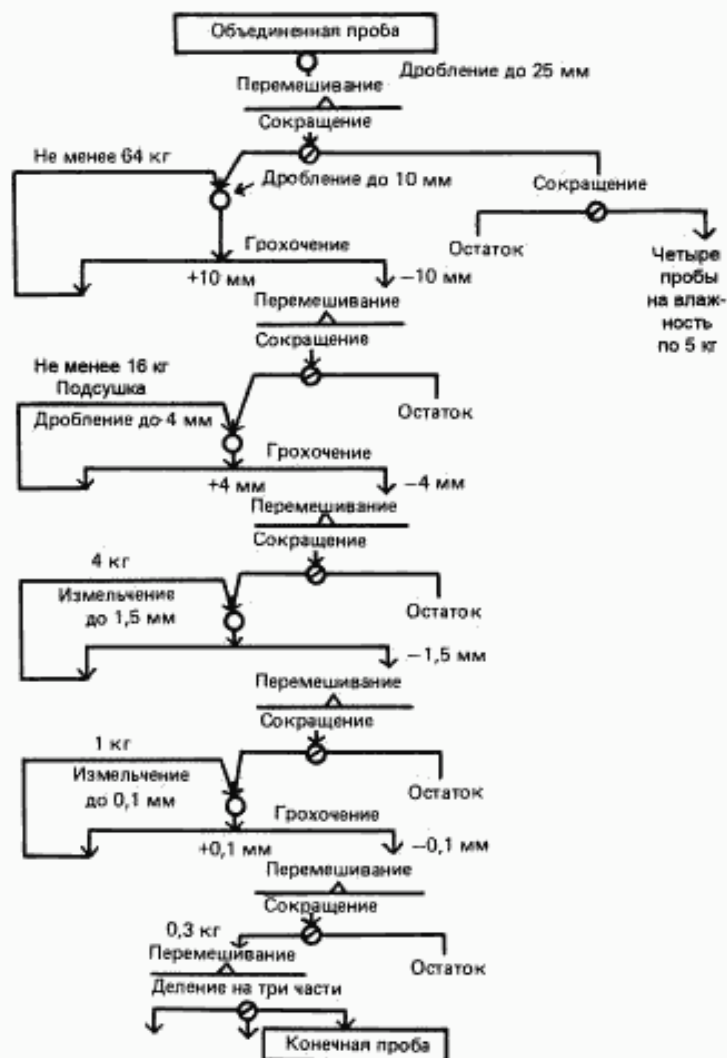 Объединенная проба
Дробление до 25 мм
Перемешивание
Сокращение
Не менее 64 кг
Дробление до 10 мм
Сокращение
Грохочение
Остаток
Четыре
пробы
на влаж-
ность
по 5 кг
+10 мм
−10 мм
Перемешивание
Сокращение
Не менее 16 кг
Подсушка
Остаток
Дробление до 4 мм
Грохочение
+4 мм
−4 мм
Перемешивание
Сокращение
4 кг
Измельчение
до 1,5 мм
Остаток
−1,5 мм
Перемешивание
Сокращение
1 кг
Измельчение
до 0,1 мм
Остаток
Грохочение
+0,1 мм
−0,1 мм
Перемешивание
Сокращение
0,3 кг
Перемешивание
Остаток
Деление на три части
Конечная проба